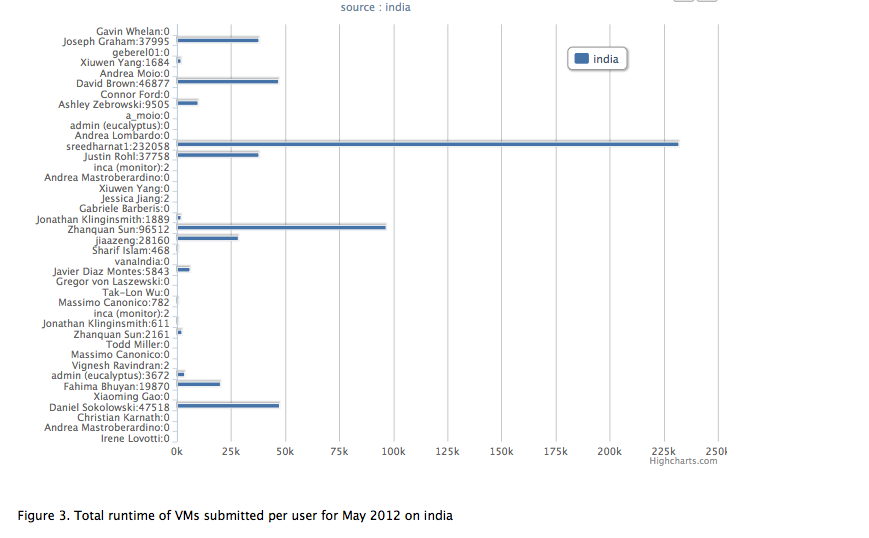 source : india
Gavin Whelan:0
Joseph Graham:37995
geberel01:0
Xiuwen Yang:1684
Andrea Moio:0
David Brown:46877
Connor Ford:0
Ashley Zebrowski:9505
a_moio:0
admin (eucalyptus):0
Andrea Lombardo:0
sreedharnat1:232058
Justin Rohl:37758
inca (monitor):2
Andrea Mastroberardino:0
Xiuwen Yang:0
Jessica Jiang:2
Gabriele Barberis:0
Jonathan Klinginsmith:1889
Zhanquan Sun:96512
jiaazeng:28160
Sharif Islam:468
vanaIndia:0
Javier Diaz Montes:5843
Gregor von Laszewski:0
Tak-Lon Wu:0
Massimo Canonico:782
inca (monitor):2
Jonathan Klinginsmith:611
Zhanquan Sun:2161
Todd Miller:0
Massimo Canonico:0
Vignesh Ravindran:2
admin (eucalyptus):3672
Fahima Bhuyan:19870
Xiaoming Gao:0
Daniel Sokolowski:47518
Christian Karnath:0
Andrea Mastroberardino:0
Irene Lovotti:0
india
0k 25k 50k 75k 100k 125k 150k 175k 200k 225k 250k
Highcharts.com
Figure 3. Total runtime of VMs submitted per user for May 2012 on india